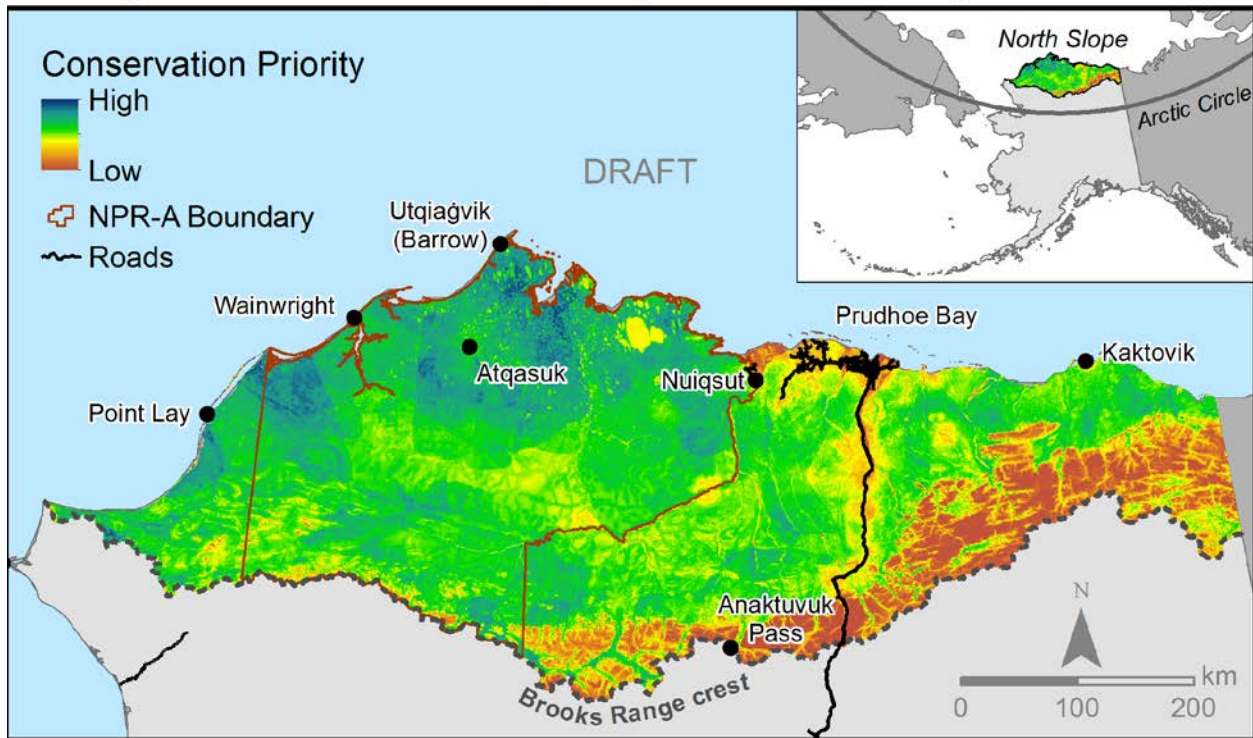 Conservation Priority
High
Low
NPR-A Boundary
Roads
DRAFT
North Slope
Arctic Circle
Utqiaġvik
(Barrow)
Wainwright
Atqasuk
Point Lay
Nuiqsut
Prudhoe Bay
Kaktovik
Anaktuvuk
Pass
Brooks Range crest
N
km
0 100 200